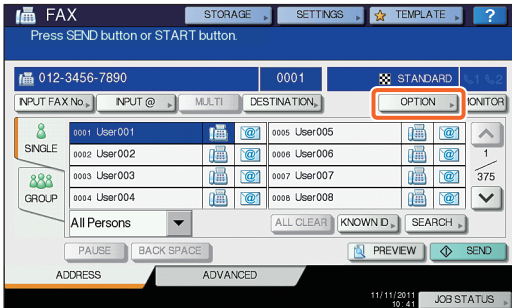 FAX STORAGE SETTINGS TEMPLATE ?
Press SEND button or START button.
012-3456-7890 0001 STANDARD 1 2
INPUT FAX No. INPUT @ MULTI DESTINATION OPTION MONITOR
SINGLE
GROUP
0001 User001
0002 User002
0003 User003
0004 User004
0005 User005
0006 User006
0007 User007
0008 User008
1
375
All Persons ALL CLEAR KNOWN ID SEARCH
PAUSE BACK SPACE PREVIEW SEND
ADDRESS ADVANCED
11/11/2011
10:41
JOB STATUS